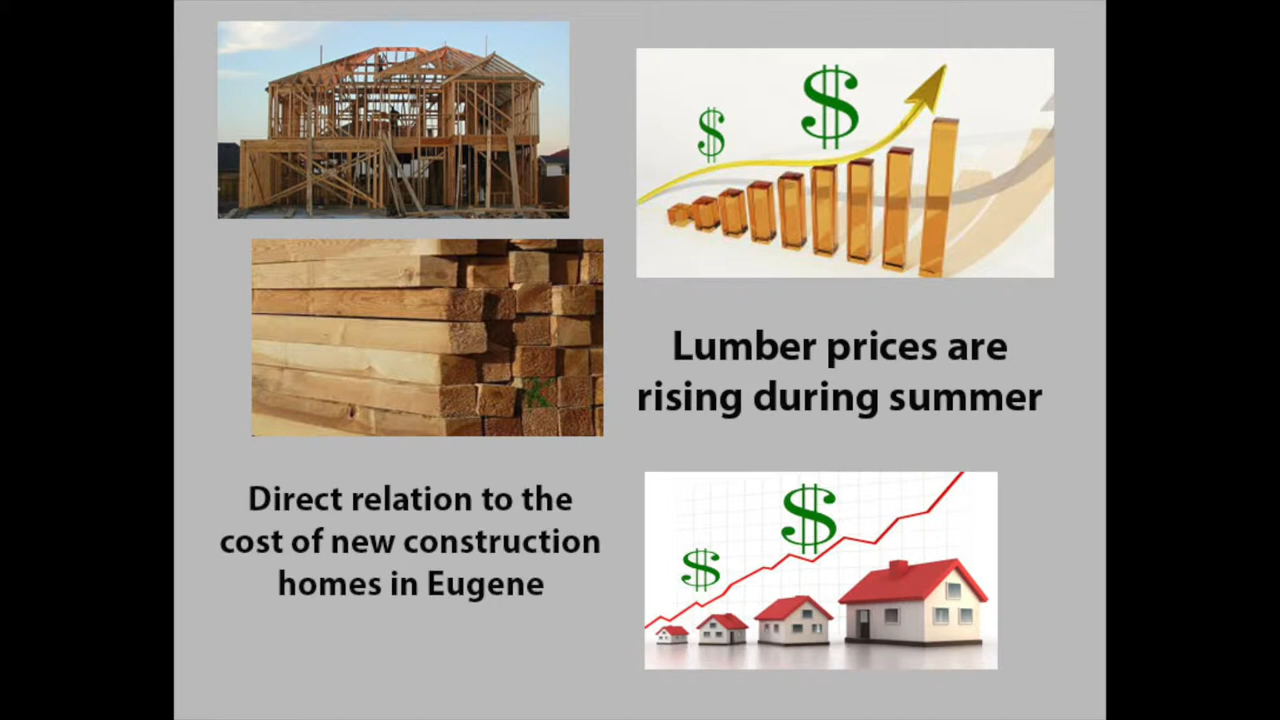 Lumber prices are
rising during summer
Direct relation to the
cost of new construction
homes in Eugene
$
$
$
$